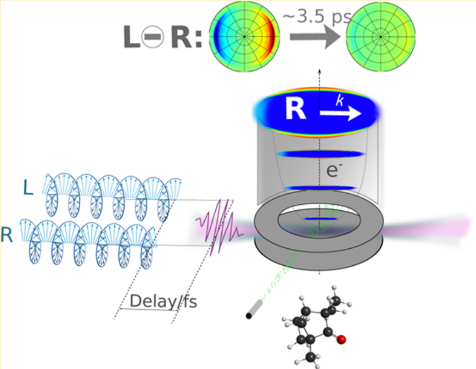 L⊖R:
~3.5 ps
R
k
e⁻
L
R
Delay/fs